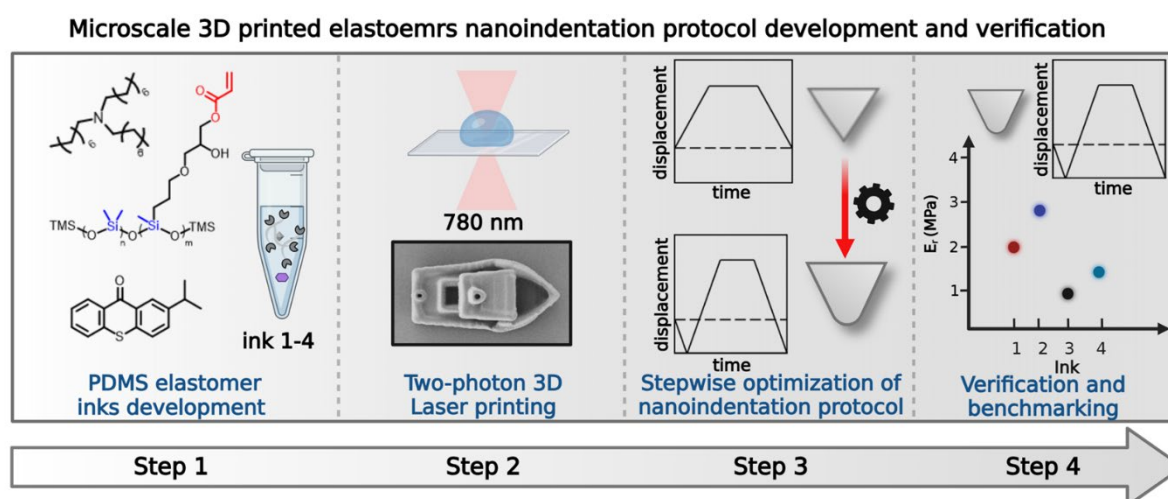 Microscale 3D printed elastoemrs nanoindentation protocol development and verification
6
N
6
6
O
O
OH
O
TMS
O
Si
n
O
Si
O
m
TMS
O
S
ink 1-4
PDMS elastomer
inks development
780 nm
Two-photon 3D
Laser printing
displacement
time
displacement
time
Stepwise optimization of
nanoindentation protocol
displacement
time
Er (MPa)
4
3
2
1
1 2 3 4
Ink
Verification and
benchmarking
Step 1 Step 2 Step 3 Step 4